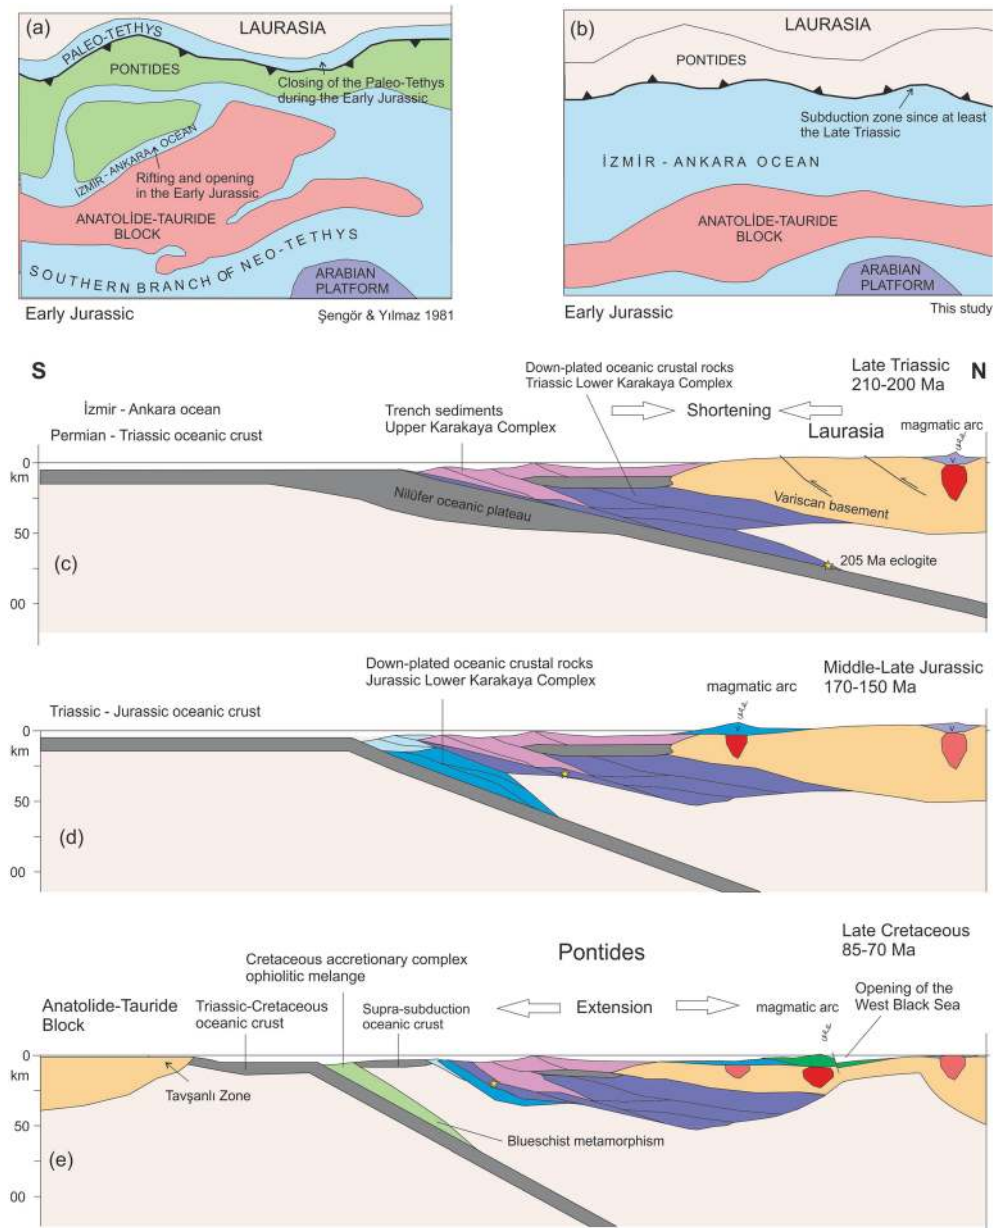 (a)
LAURASIA
PALEO-TETHYS
PONTIDES
Closing of the Paleo-Tethys
during the Early Jurassic
İZMİR-ANKARA OCEAN
Rifting and opening
in the Early Jurassic
ANATOLİDE-TAURIDE
BLOCK
SOUTHERN BRANCH OF NEO-TETHYS
ARABIAN
PLATFORM
Early Jurassic
Şengör & Yılmaz 1981
(b)
LAURASIA
PONTIDES
Subduction zone since at least
the Late Triassic
İZMİR - ANKARA OCEAN
ANATOLİDE-TAURIDE
BLOCK
ARABIAN
PLATFORM
Early Jurassic
This study
S
N
Down-plated oceanic crustal rocks
Triassic Lower Karakaya Complex
Late Triassic
210-200 Ma
İzmir - Ankara ocean
Trench sediments
Upper Karakaya Complex
Shortening
Laurasia
magmatic arc
Permian - Triassic oceanic crust
0
km
50
00
v
Nilüfer oceanic plateau
Variscan basement
205 Ma eclogite
(c)
Down-plated oceanic crustal rocks
Jurassic Lower Karakaya Complex
Middle-Late Jurassic
170-150 Ma
magmatic arc
Triassic - Jurassic oceanic crust
0
km
50
00
v
v
(d)
Late Cretaceous
85-70 Ma
Pontides
Cretaceous accretionary complex
ophiolitic melange
Anatolide-Tauride
Block
Triassic-Cretaceous
oceanic crust
Supra-subduction
oceanic crust
Extension
magmatic arc
Opening of the
West Black Sea
0
km
50
00
Tavşanlı Zone
Blueschist metamorphism
(e)